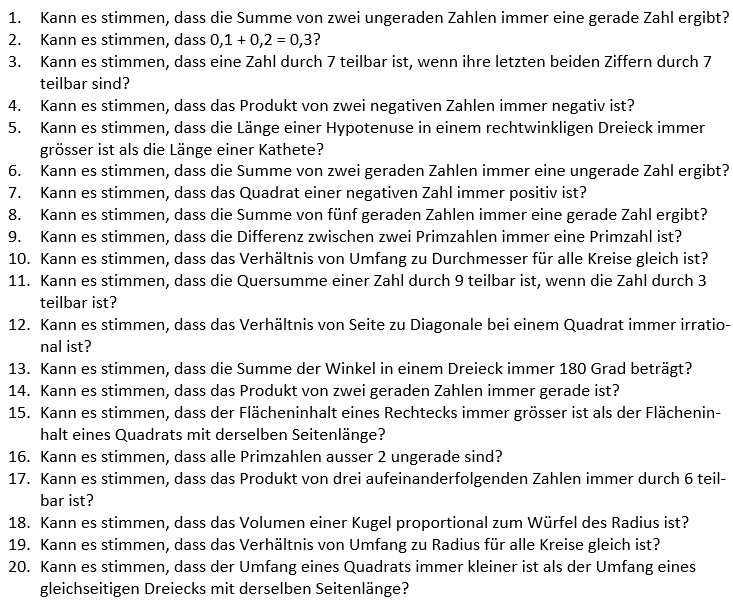 1. Kann es stimmen, dass die Summe von zwei ungeraden Zahlen immer eine gerade Zahl ergibt?
2. Kann es stimmen, dass 0,1 + 0,2 = 0,3?
3. Kann es stimmen, dass eine Zahl durch 7 teilbar ist, wenn ihre letzten beiden Ziffern durch 7
teilbar sind?
4. Kann es stimmen, dass das Produkt von zwei negativen Zahlen immer negativ ist?
5. Kann es stimmen, dass die Länge einer Hypotenuse in einem rechtwinkligen Dreieck immer
grösser ist als die Länge einer Kathete?
6. Kann es stimmen, dass die Summe von zwei geraden Zahlen immer eine ungerade Zahl ergibt?
7. Kann es stimmen, dass das Quadrat einer negativen Zahl immer positiv ist?
8. Kann es stimmen, dass die Summe von fünf geraden Zahlen immer eine gerade Zahl ergibt?
9. Kann es stimmen, dass die Differenz zwischen zwei Primzahlen immer eine Primzahl ist?
10. Kann es stimmen, dass das Verhältnis von Umfang zu Durchmesser für alle Kreise gleich ist?
11. Kann es stimmen, dass die Quersumme einer Zahl durch 9 teilbar ist, wenn die Zahl durch 3
teilbar ist?
12. Kann es stimmen, dass das Verhältnis von Seite zu Diagonale bei einem Quadrat immer irratio-
nal ist?
13. Kann es stimmen, dass die Summe der Winkel in einem Dreieck immer 180 Grad beträgt?
14. Kann es stimmen, dass das Produkt von zwei geraden Zahlen immer gerade ist?
15. Kann es stimmen, dass der Flächeninhalt eines Rechtecks immer grösser ist als der Flächenin-
halt eines Quadrats mit derselben Seitenlänge?
16. Kann es stimmen, dass alle Primzahlen ausser 2 ungerade sind?
17. Kann es stimmen, dass das Produkt von drei aufeinanderfolgenden Zahlen immer durch 6 teil-
bar ist?
18. Kann es stimmen, dass das Volumen einer Kugel proportional zum Würfel des Radius ist?
19. Kann es stimmen, dass das Verhältnis von Umfang zu Radius für alle Kreise gleich ist?
20. Kann es stimmen, dass der Umfang eines Quadrats immer kleiner ist als der Umfang eines
gleichseitigen Dreiecks mit derselben Seitenlänge?